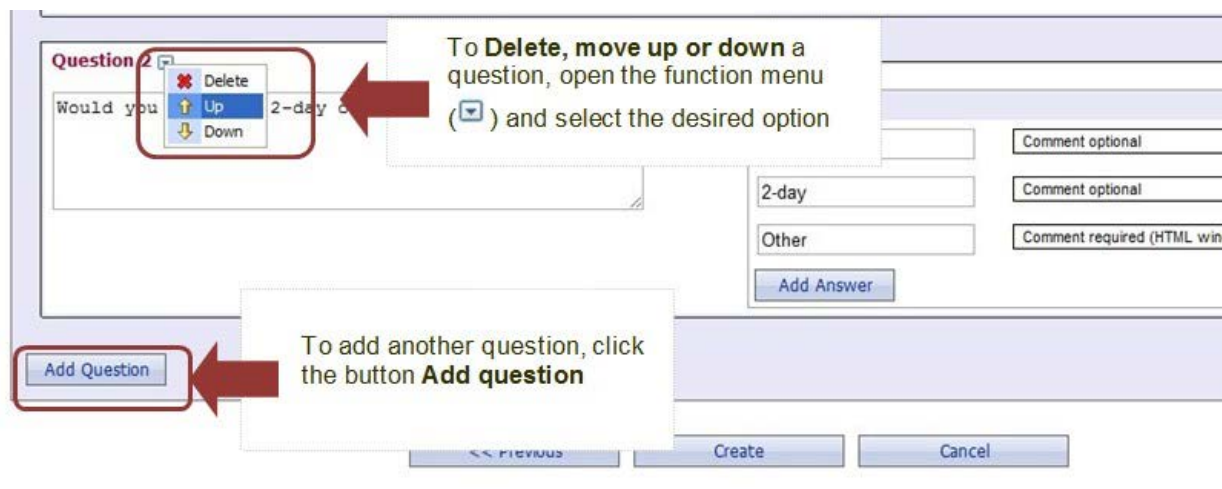 Question 2
Delete
Up
Down
Would you 2-day
To Delete, move up or down a
question, open the function menu
( ) and select the desired option
Comment optional
2-day
Comment optional
Other
Comment required (HTML win
Add Answer
To add another question, click
the button Add question
Add Question
<< Previous
Create
Cancel